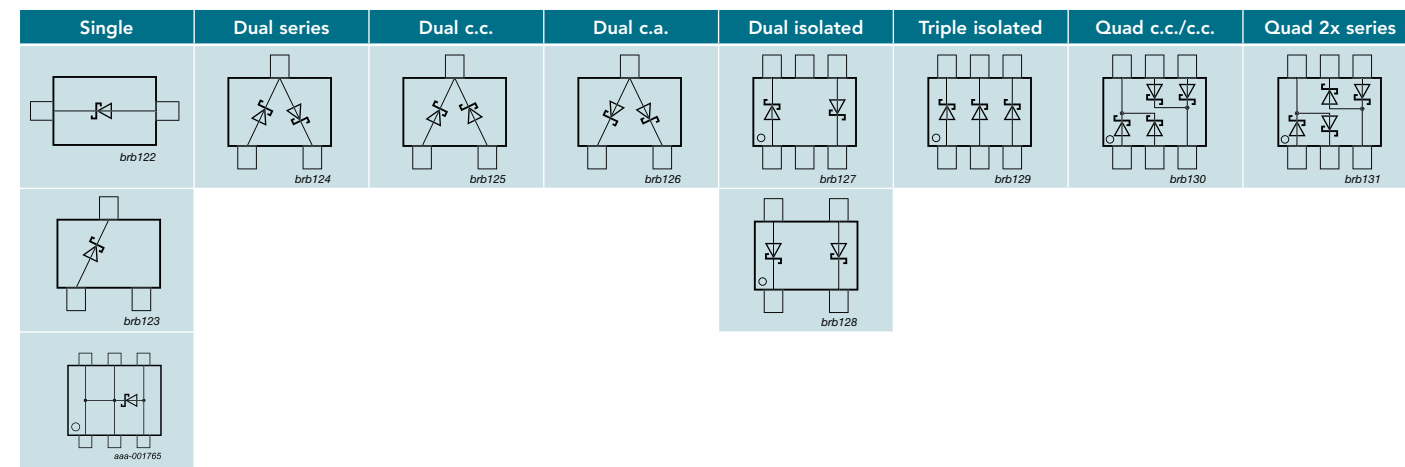 Single Dual series Dual c.c. Dual c.a. Dual isolated Triple isolated Quad c.c./c.c. Quad 2x series
brb122 brb124 brb125 brb126 brb127 brb129 brb130 brb131
brb123 brb128
aaa-001765